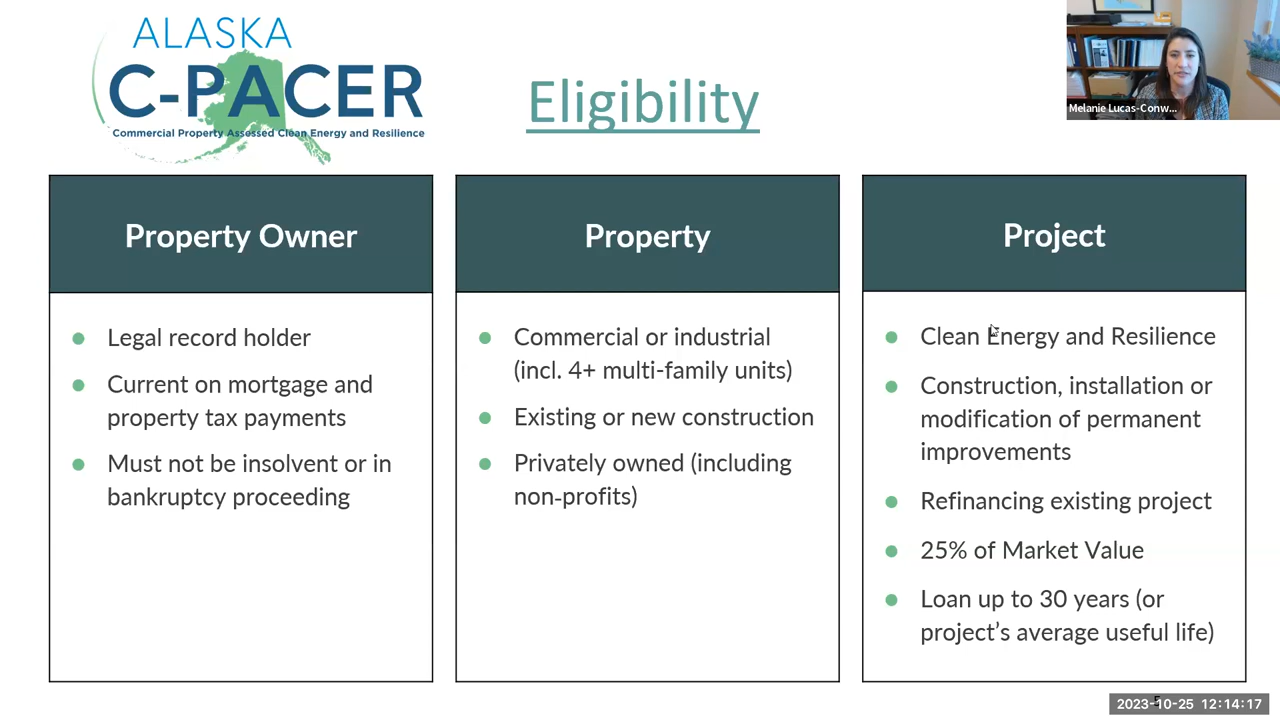 ALASKA
C-PACER
Commercial Property Assessed Clean Energy and Resilience
Eligibility
Melanie Lucas-Conw...
Property Owner
Legal record holder
Current on mortgage and
property tax payments
Must not be insolvent or in
bankruptcy proceeding
Property
Commercial or industrial
(incl. 4+ multi-family units)
Existing or new construction
Privately owned (including
non-profits)
Project
Clean Energy and Resilience
Construction, installation or
modification of permanent
improvements
Refinancing existing project
25% of Market Value
Loan up to 30 years (or
project’s average useful life)
2023-10-25 12:14:17